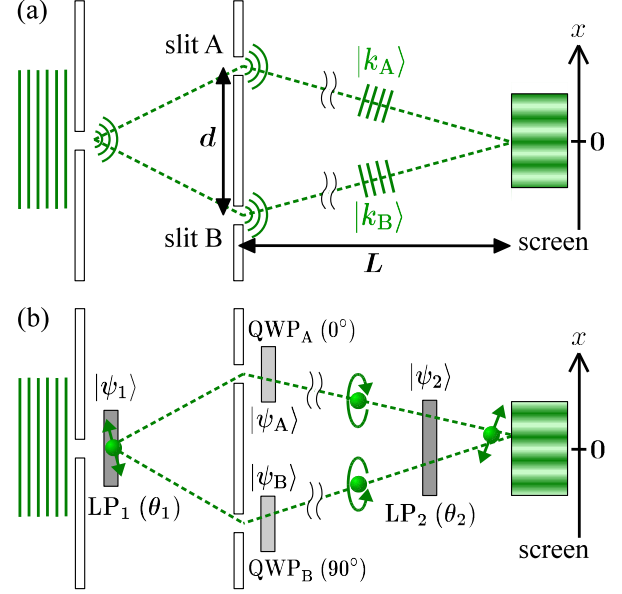 (a)
x
slit A
|k_A⟩
d
0
|k_B⟩
slit B
L
screen
(b)
QWP_A (0°)
x
|ψ_1⟩
|ψ_2⟩
|ψ_A⟩
|ψ_B⟩
0
LP_1 (θ_1)
LP_2 (θ_2)
QWP_B (90°)
screen